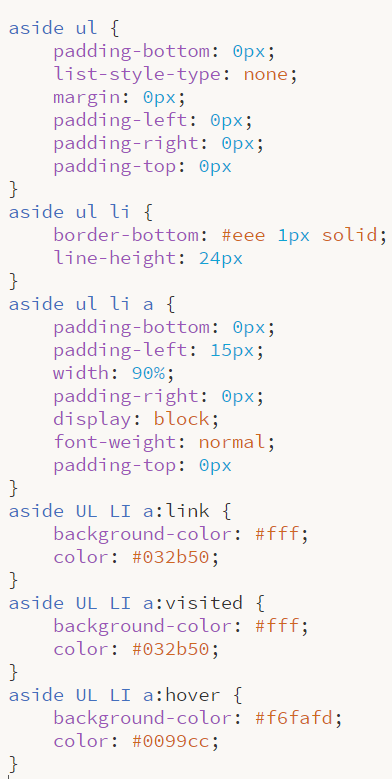 aside ul {
    padding-bottom: 0px;
    list-style-type: none;
    margin: 0px;
    padding-left: 0px;
    padding-right: 0px;
    padding-top: 0px
}
aside ul li {
    border-bottom: #eee 1px solid;
    line-height: 24px
}
aside ul li a {
    padding-bottom: 0px;
    padding-left: 15px;
    width: 90%;
    padding-right: 0px;
    display: block;
    font-weight: normal;
    padding-top: 0px
}
aside UL LI a:link {
    background-color: #fff;
    color: #032b50;
}
aside UL LI a:visited {
    background-color: #fff;
    color: #032b50;
}
aside UL LI a:hover {
    background-color: #f6fafd;
    color: #0099cc;
}